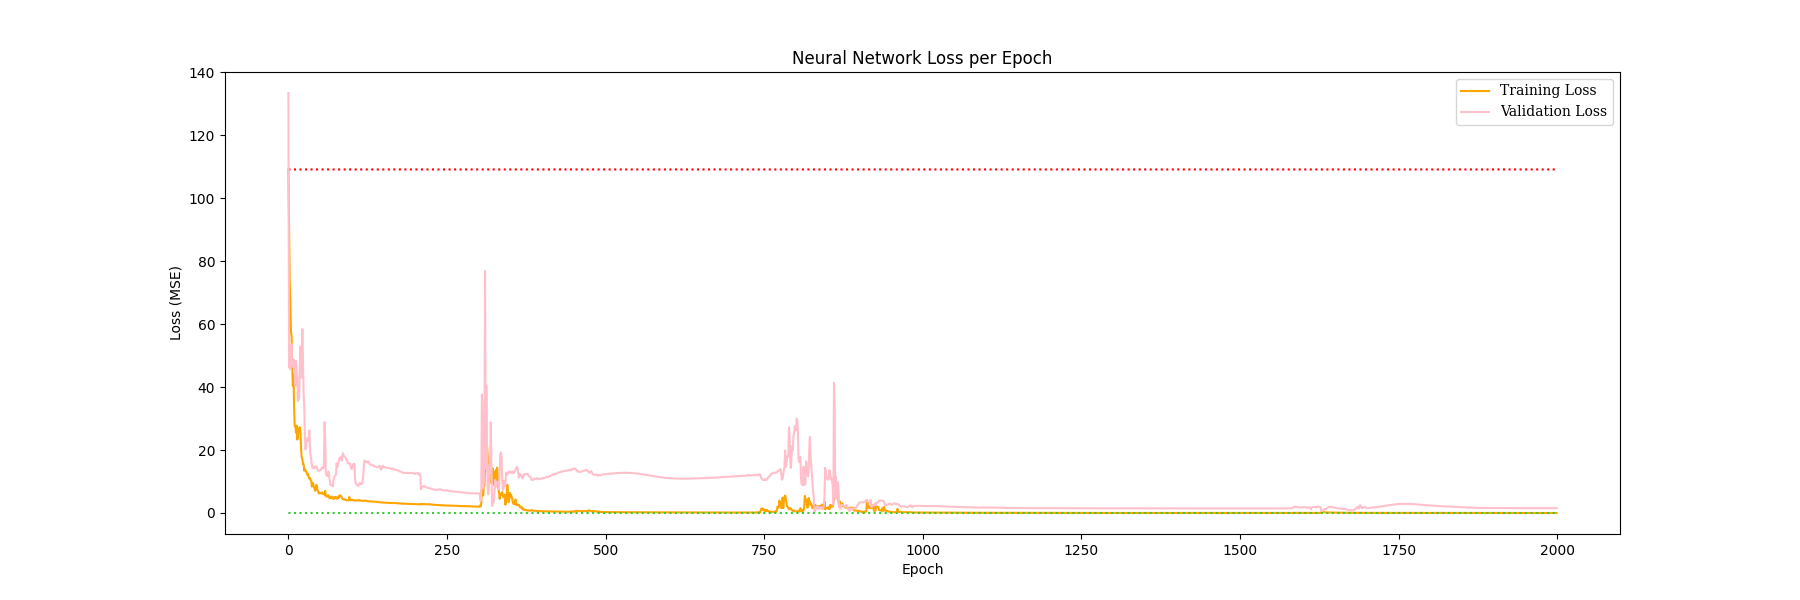 Neural Network Loss per Epoch
Training Loss
Validation Loss
Loss (MSE)
140
120
100
80
60
40
20
0
0 250 500 750 1000 1250 1500 1750 2000
Epoch